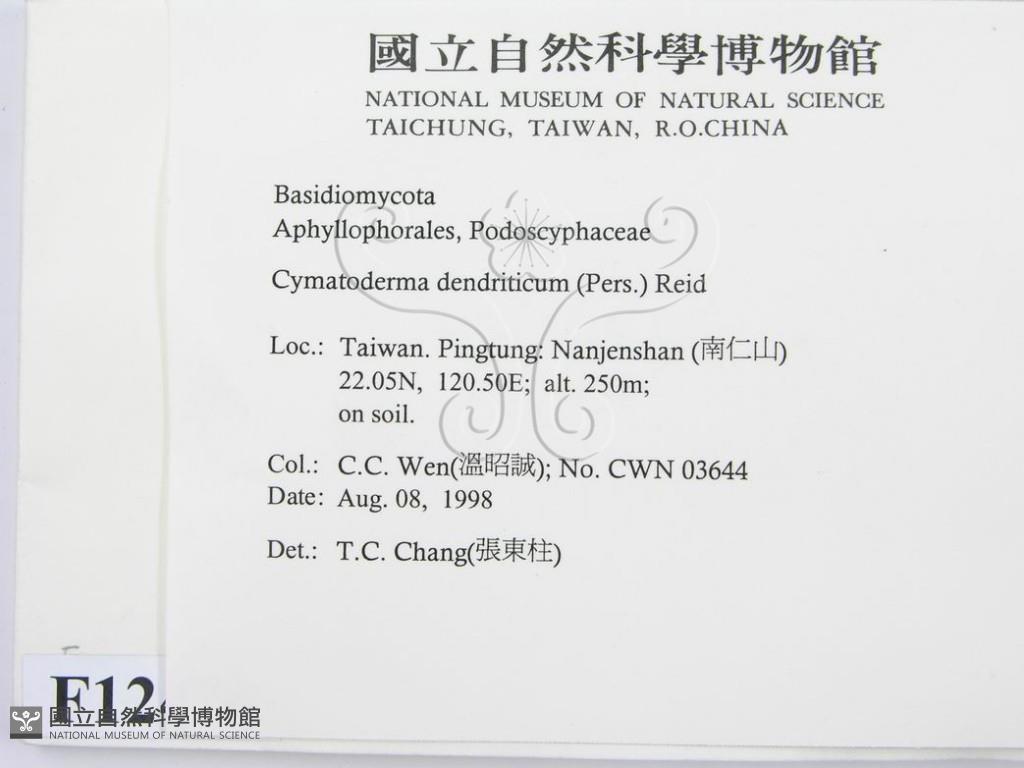 國立自然科學博物館
NATIONAL MUSEUM OF NATURAL SCIENCE
TAICHUNG, TAIWAN, R.O.CHINA
Basidiomycota
Aphyllophorales, Podoscyphaceae
Cymatoderma dendriticum (Pers.) Reid
Loc.: Taiwan. Pingtung: Nanjenshan (南仁山)
22.05N, 120.50E; alt. 250m;
on soil.
Col.: C.C. Wen(溫昭誠); No. CWN 03644
Date: Aug. 08, 1998
Det.: T.C. Chang(張東柱)
F12
國立自然科學博物館
NATIONAL MUSEUM OF NATURAL SCIENCE